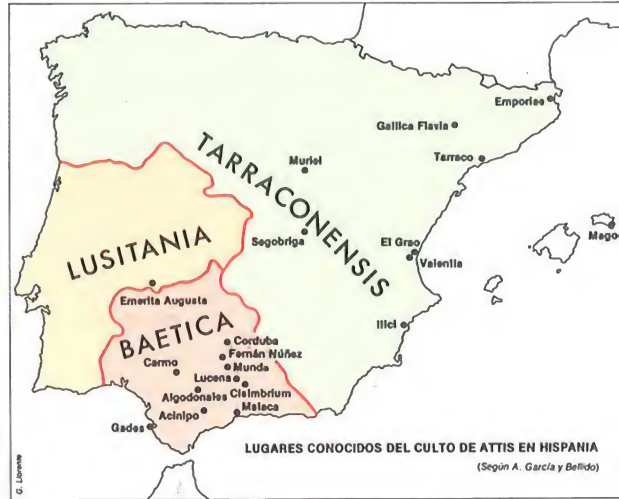 Emporiae
Gallica Flavia
Tarraco
Muriel
TARRACONENSIS
Segobriga
El Grao
Valentia
Mago
LUSITANIA
Emerita Augusta
Ilici
BAETICA
Corduba
Fernán Núñez
Carmo
Munda
Lucena
Cisimbrium
Algodonales
Acinipo
Malaca
Gades
LUGARES CONOCIDOS DEL CULTO DE ATTIS EN HISPANIA
(Según A. García y Bellido)
G. Llorente